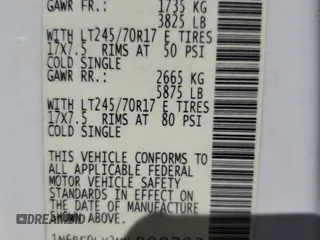 GAWR FR.: 1735 KG
3825 LB
WITH LT245/70R17 E TIRES
17X7.5 RIMS AT 50 PSI
COLD SINGLE
GAWR RR.: 2665 KG
5875 LB
WITH LT245/70R17 E TIRES
17X7.5 RIMS AT 80 PSI
COLD SINGLE
THIS VEHICLE CONFORMS TO
ALL APPLICABLE FEDERAL
MOTOR VEHICLE SAFETY
STANDARDS IN EFFECT ON
THE DATE OF MANUFACTURE
SHOWN ABOVE.